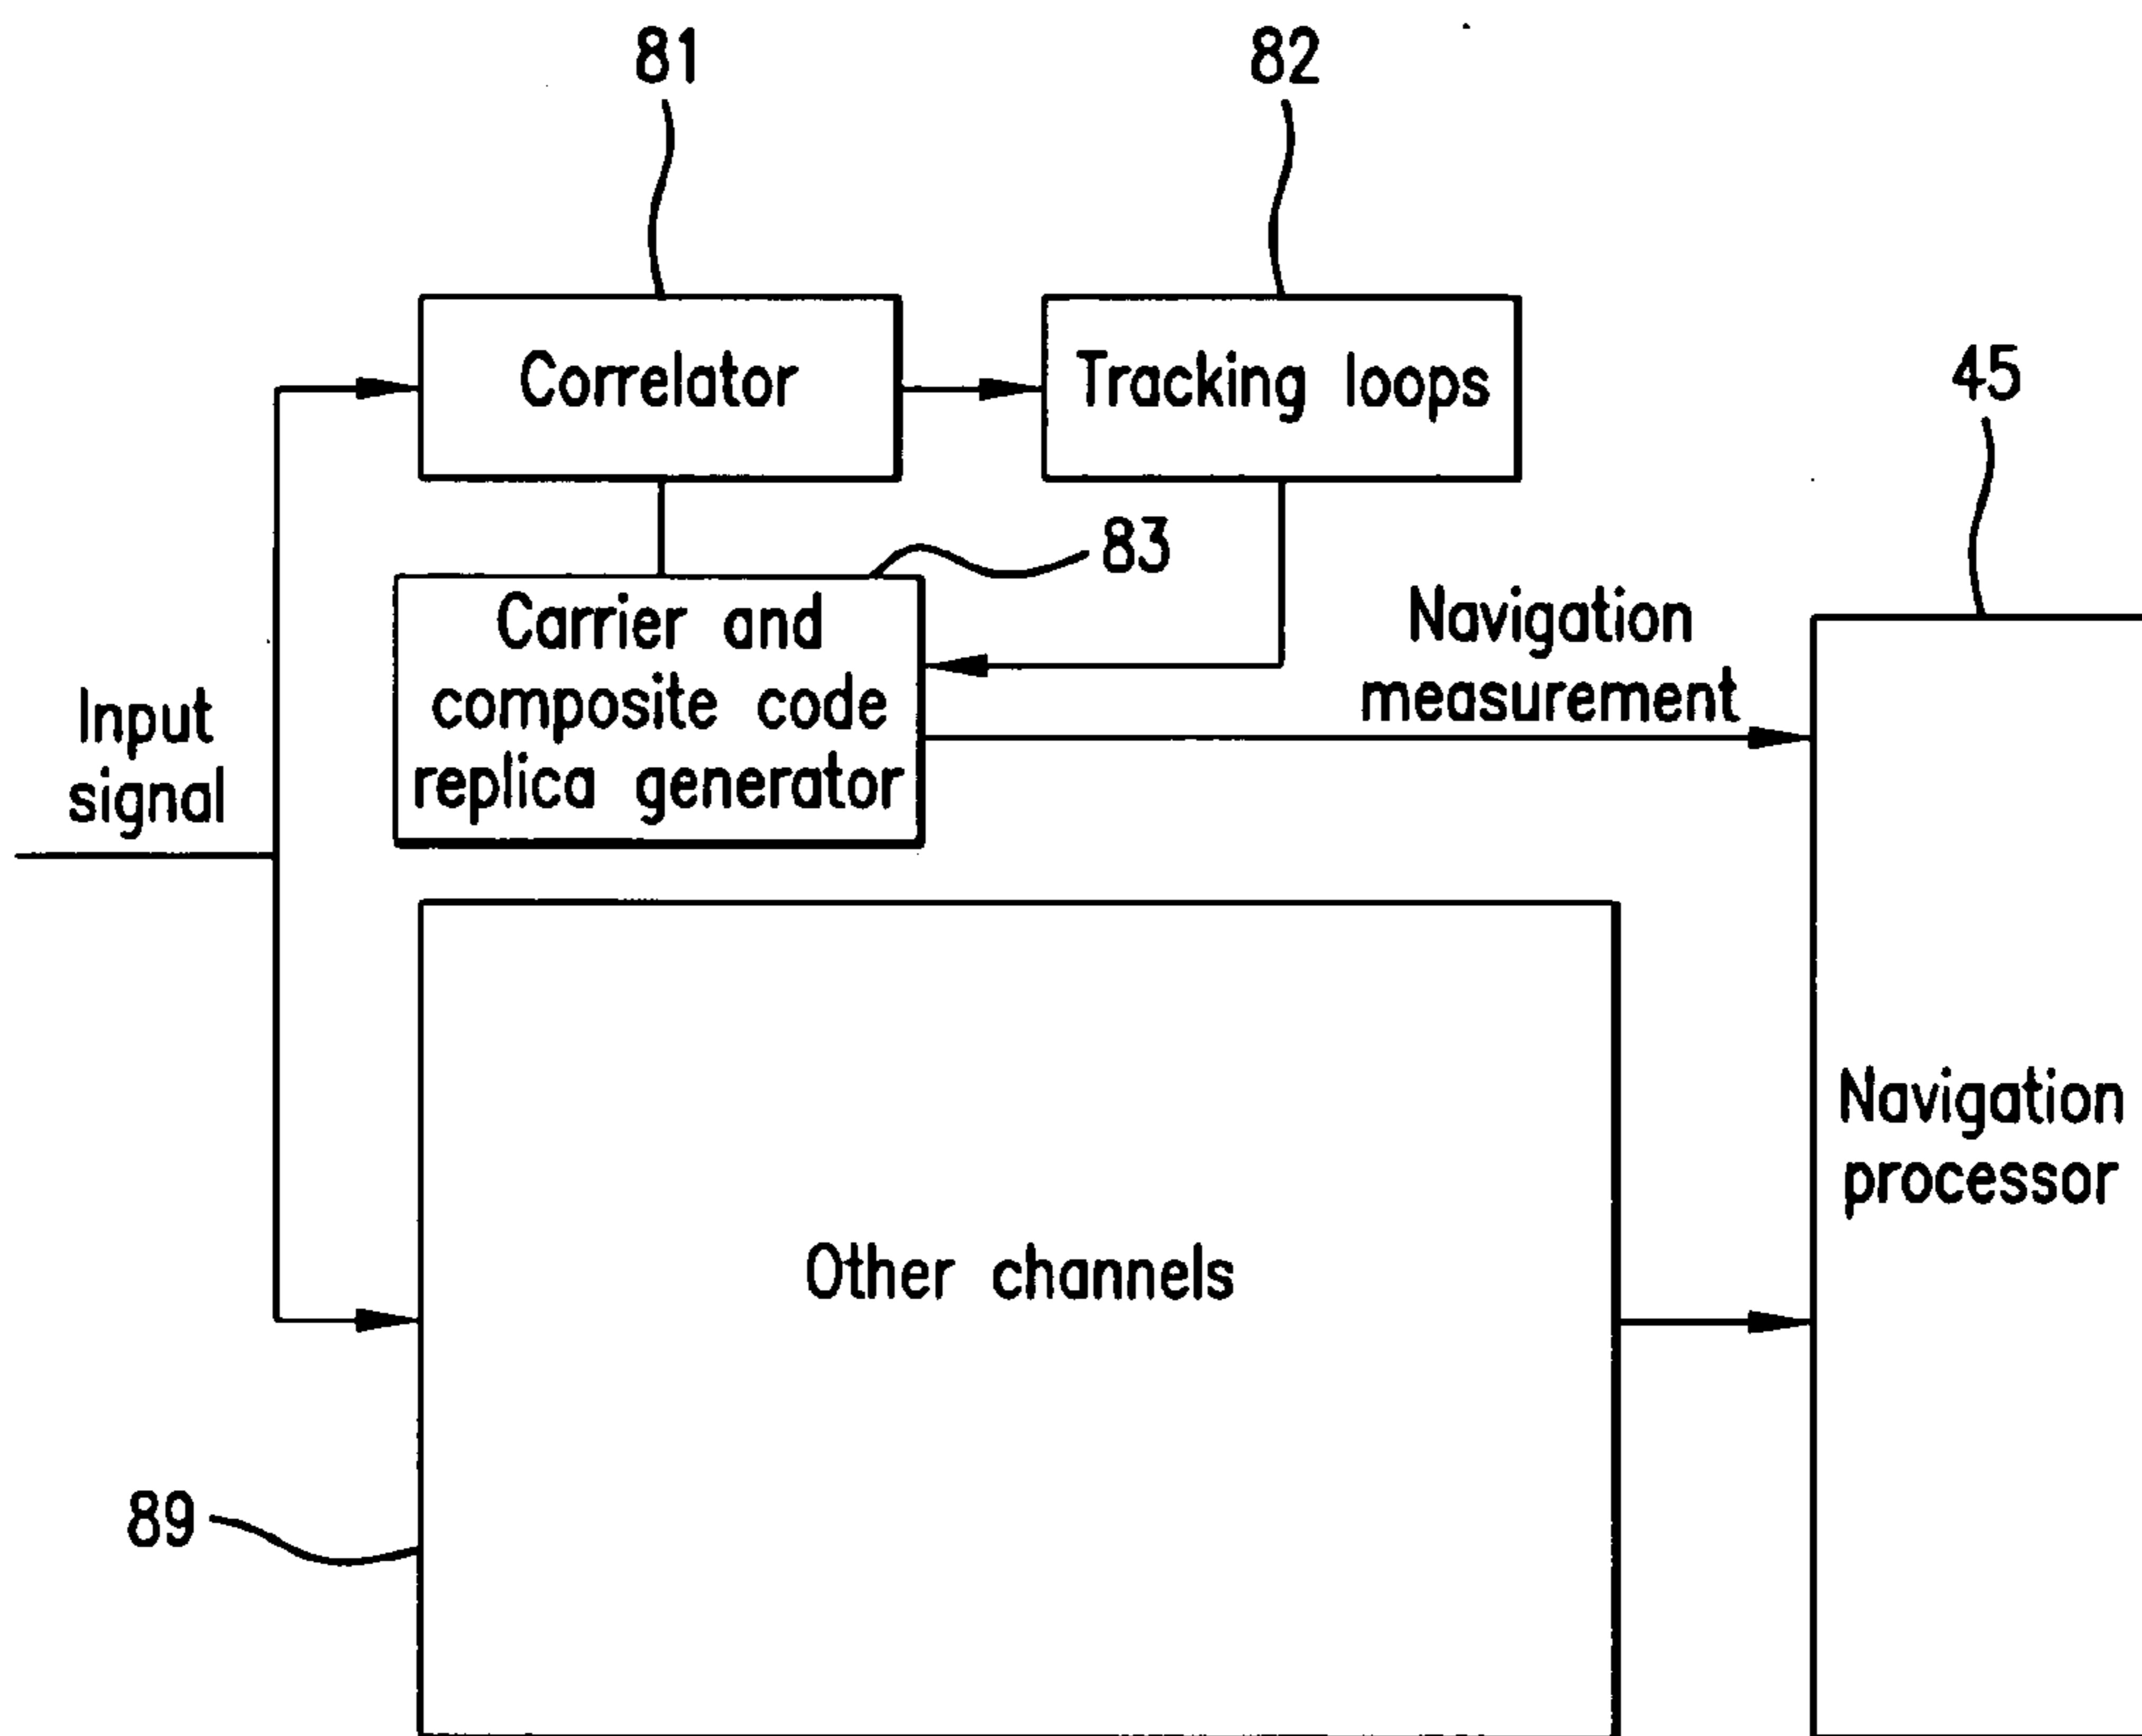 81
82
Correlator
Tracking loops
45
83
Carrier and
composite code
replica generator
Navigation
measurement
Input
signal
Navigation
processor
Other channels
89